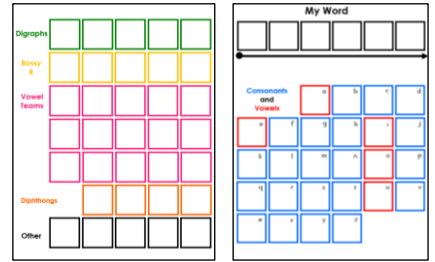 Digraphs
Bossy
R
Vowel
Teams
Diphthongs
Other
My Word
Consonants
and
Vowels
a b c d
e f g h i j
k l m n o p
q r s t u v
w x y z